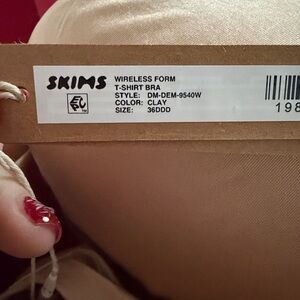 SKIMS
WIRELESS FORM
T-SHIRT BRA
STYLE: DM-DEM-9540W
COLOR: CLAY
SIZE: 36DDD
198